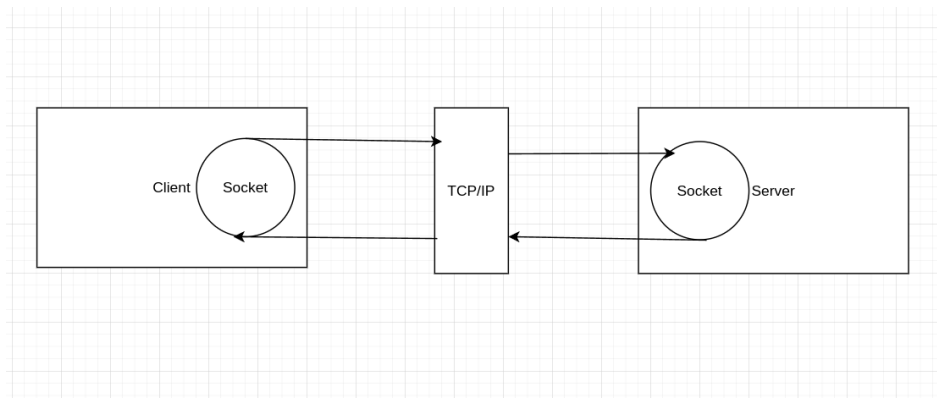 Client
Socket
TCP/IP
Socket
Server